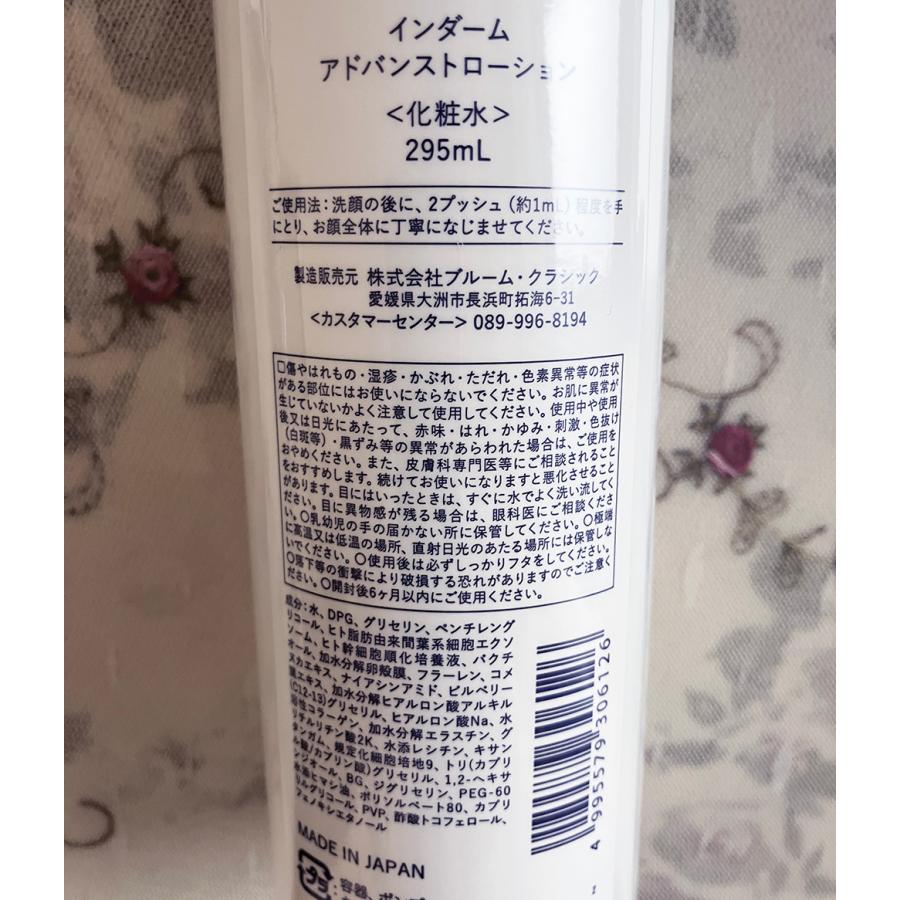 インダーム
アドバンストローション
<化粧水>
295mL
ご使用法：洗顔の後に、2プッシュ（約1mL）程度を手
にとり、お顔全体に丁寧になじませてください。
製造販売元 株式会社ブルーム・クラシック
愛媛県大洲市長浜町拓海6-31
<カスタマーセンター> 089-996-8194
□傷やはれもの・湿疹・かぶれ・ただれ・色素異常等の症状
がある部位にはお使いにならないでください。お肌に異常が
生じていないかよく注意して使用してください。使用中や使用
後又は日光にあたって、赤味・はれ・かゆみ・刺激・色抜け
(白斑等)・黒ずみ等の異常があらわれた場合は、ご使用を
おやめください。また、皮膚科専門医等にご相談されること
をおすすめします。続けてお使いになりますと悪化させること
があります。目にはいったときは、すぐに水でよく洗い流してく
ださい。目に異物感が残る場合は、眼科医にご相談くださ
い。〇乳幼児の手の届かない所に保管してください。〇極端
に高温又は低温の場所、直射日光のあたる場所には保管しな
いでください。〇使用後は必ずしっかりフタをしてください。
〇落下等の衝撃により破損する恐れがありますのでご注意く
ださい。〇開封後6ヶ月以内にご使用ください。
成分：水、DPG、グリセリン、ペンチレング
リコール、ヒト脂肪由来間葉系細胞エクソ
ソーム、ヒト幹細胞順化培養液、バクチ
オール、加水分解卵殻膜、フラーレン、コメ
ヌカエキス、ナイアシンアミド、ビルベリー
葉エキス、加水分解ヒアルロン酸アルキル
(C12-13)グリセリル、ヒアルロン酸Na、水
溶性コラーゲン、加水分解エラスチン、グ
リチルリチン酸2K、水添レシチン、キサン
タンガム、規定化細胞培地9、トリ(カプリ
ル酸/カプリン酸)グリセリル、1,2-ヘキサ
ンジオール、BG、ジグリセリン、PEG-60
水添ヒマシ油、ポリソルベート80、カプリ
リルグリコール、PVP、酢酸トコフェロール、
フェノキシエタノール
MADE IN JAPAN
プラ：容器、ポンプ
4 995579 306126